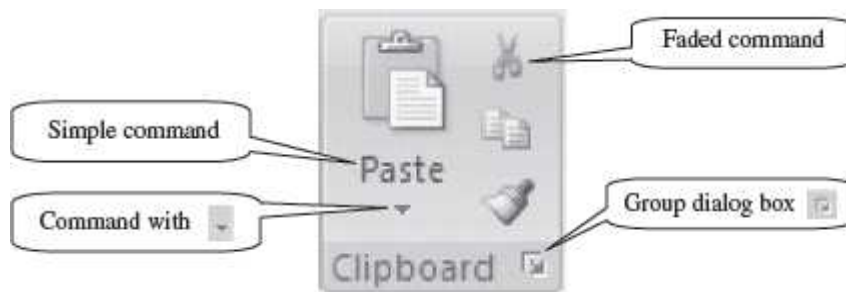 Faded command
Simple command
Paste
Command with
Group dialog box
Clipboard